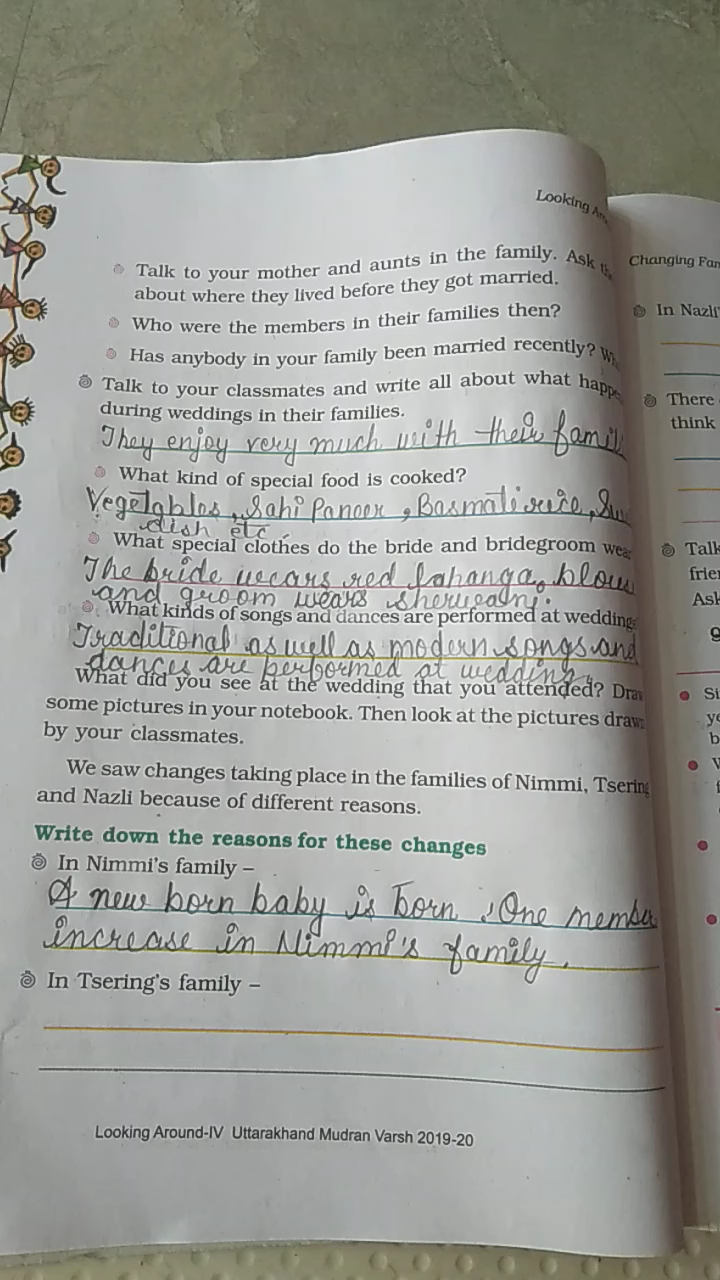 Looking
Talk to your mother and aunts in the family. Ask
about where they lived before they got married.
Who were the members in their families then?
Has anybody in your family been married recently?
Talk to your classmates and write all about what
during weddings in their families.
They enjoy very much with their
What kind of special food is cooked?
Vegetables, Sahi Paneer, Basmati rice,
dish etc.
What special clothes do the bride and bridegroom
The bride wears red lahanga,
and groom wears sherwani.
What kinds of songs and dances are performed at
Traditional as well as modern songs and
dances are performed at wedding.
What did you see at the wedding that you attended?
some pictures in your notebook. Then look at the pictures
by your classmates.
We saw changes taking place in the families of Nimmi, Tsering
and Nazli because of different reasons.
Write down the reasons for these changes
In Nimmi's family –
A new born baby is born, One member
increase in Nimmi's family.
In Tsering's family –
Looking Around-IV Uttarakhand Mudran Varsh 2019-20
Changing
In
There
think